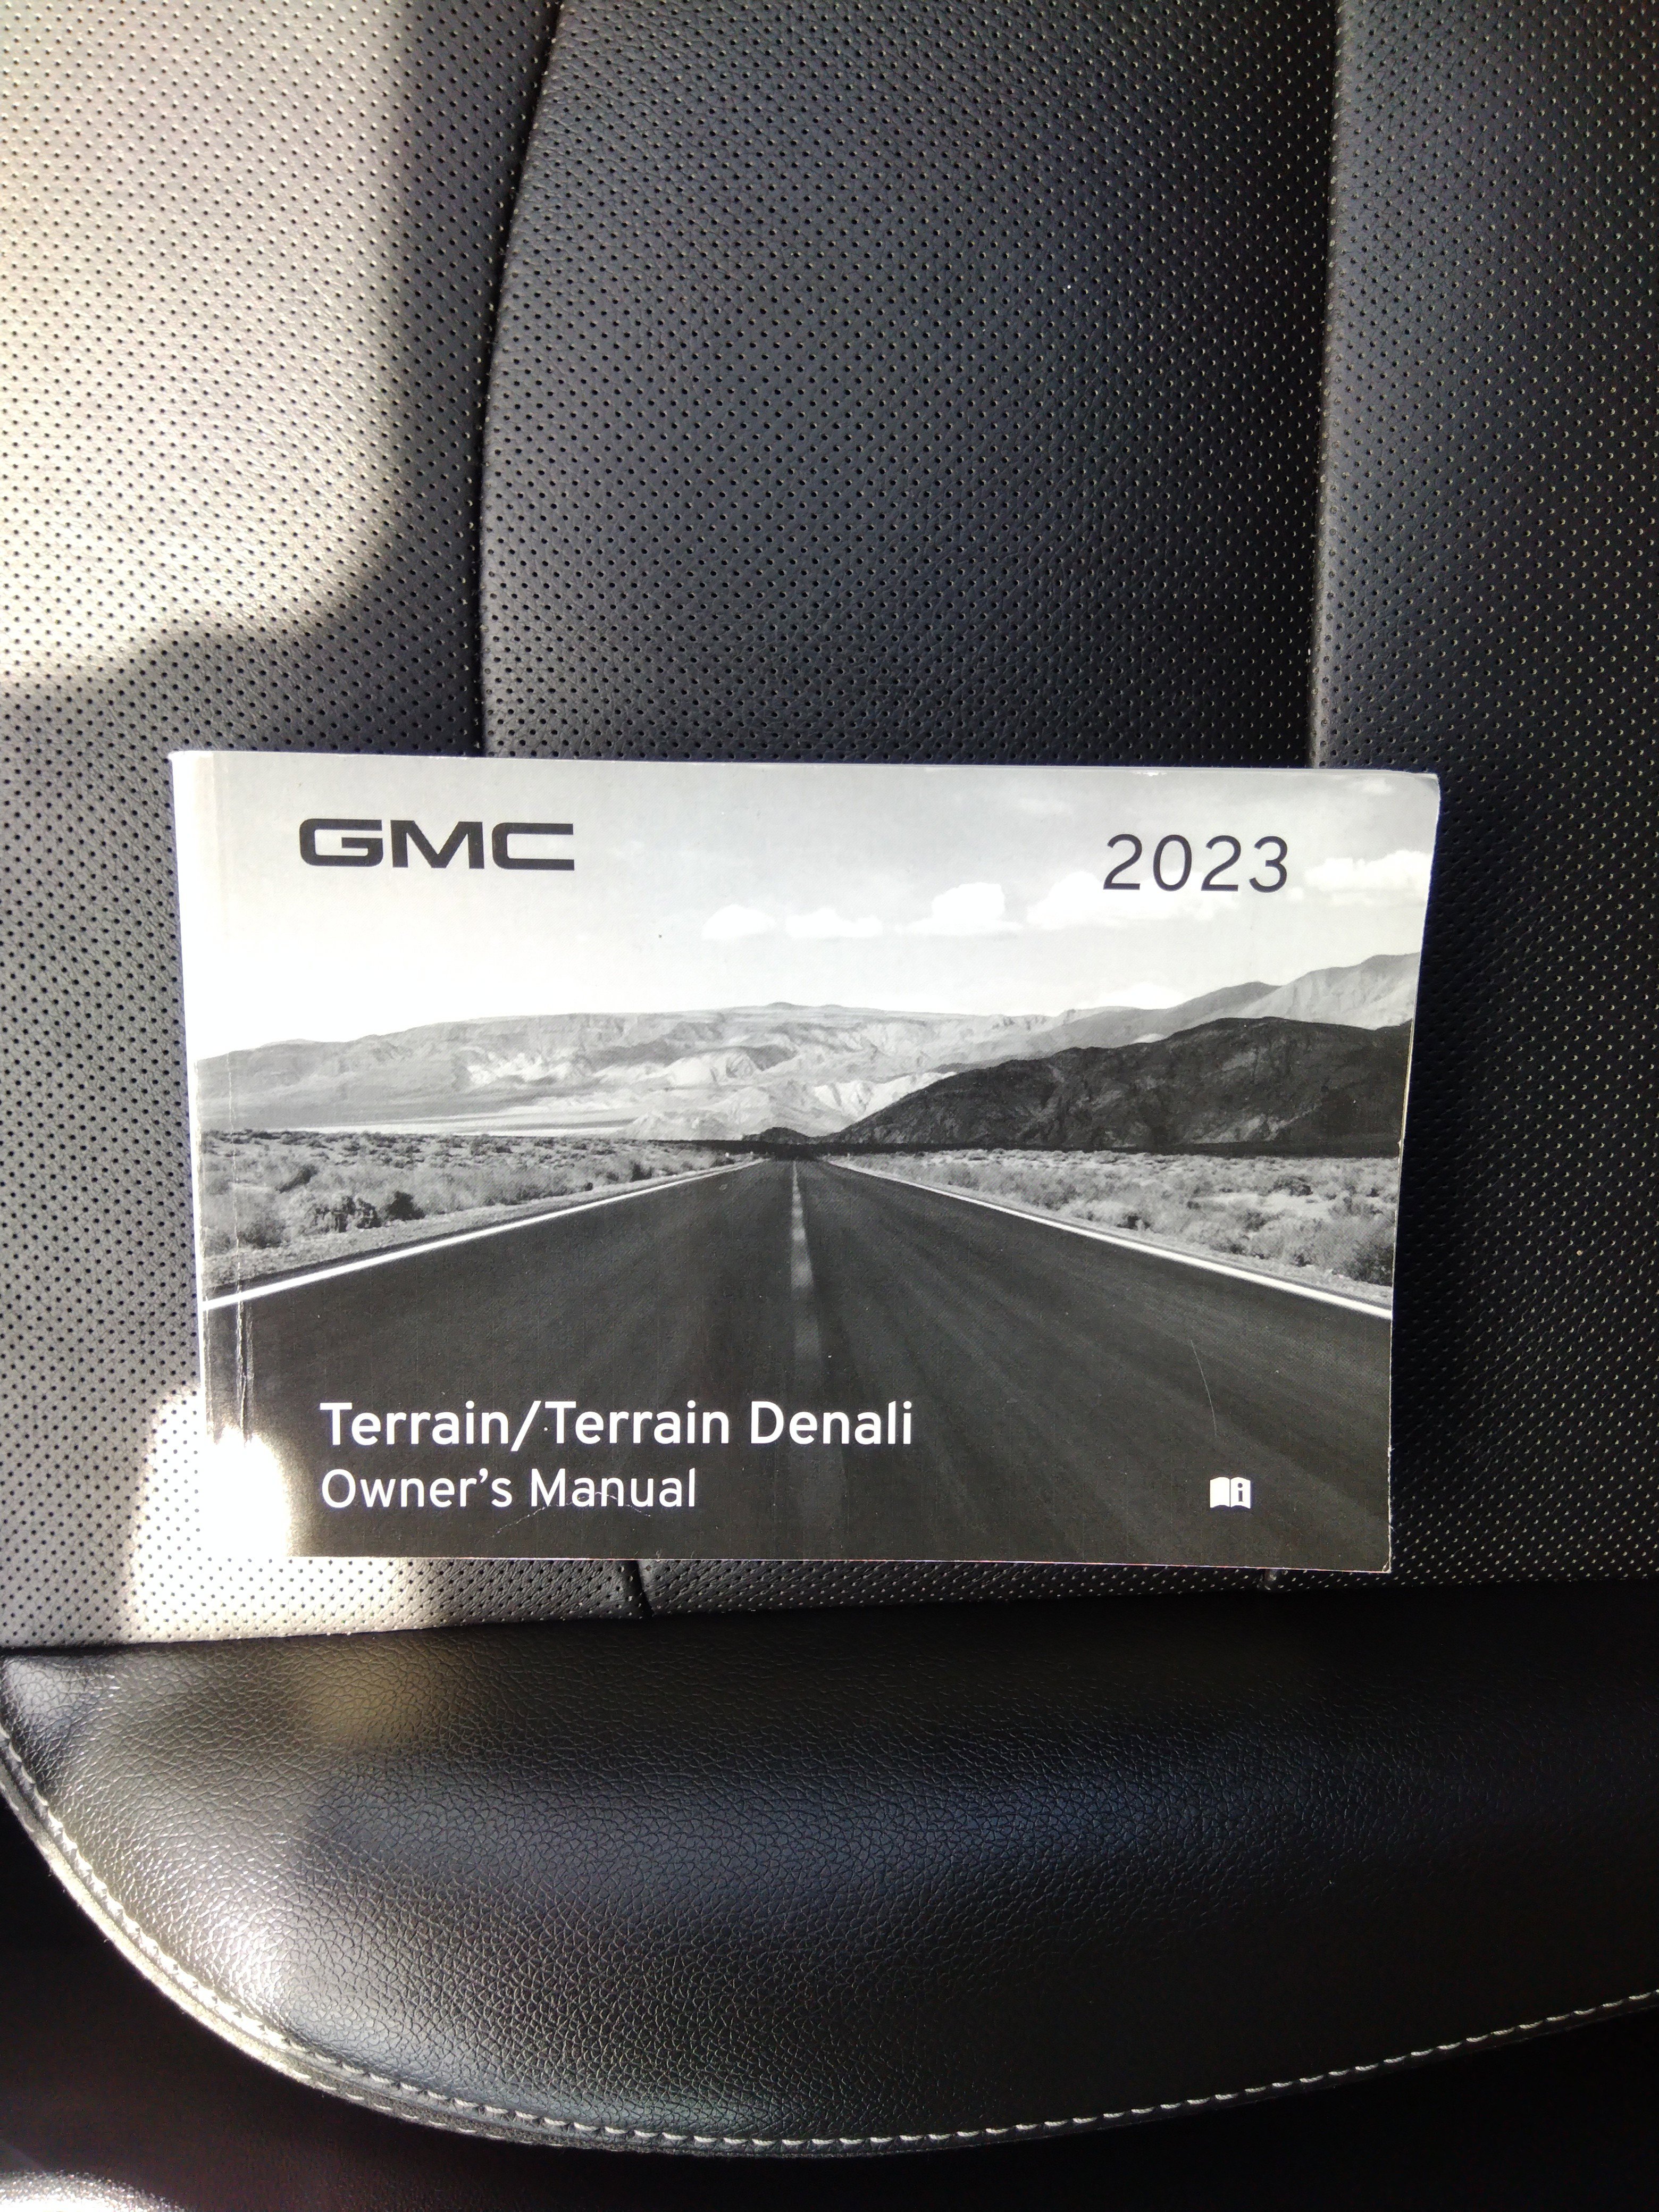 GMC
2023
Terrain/Terrain Denali
Owner's Manual